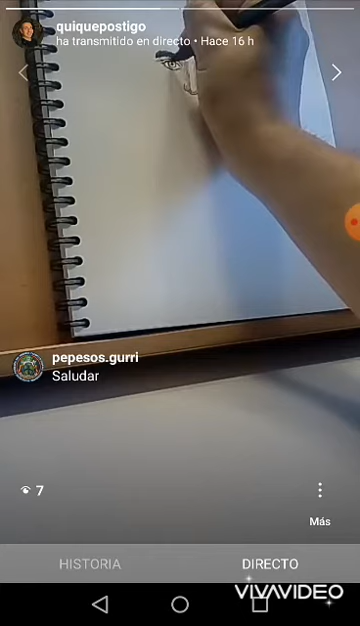 quiquepostigo
ha transmitido en directo • Hace 16 h
pepesos.gurri
Saludar
7
Más
HISTORIA
DIRECTO
VIVAVIDEO